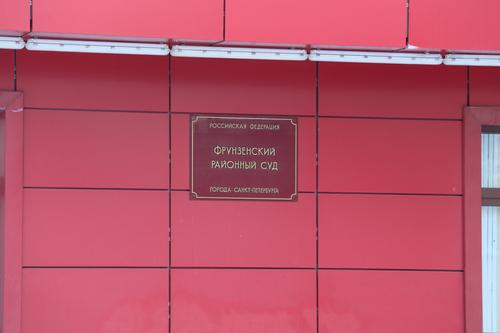 РОССИЙСКАЯ ФЕДЕРАЦИЯ
ФРУНЗЕНСКИЙ
РАЙОННЫЙ СУД
ГОРОДА САНКТ-ПЕТЕРБУРГА